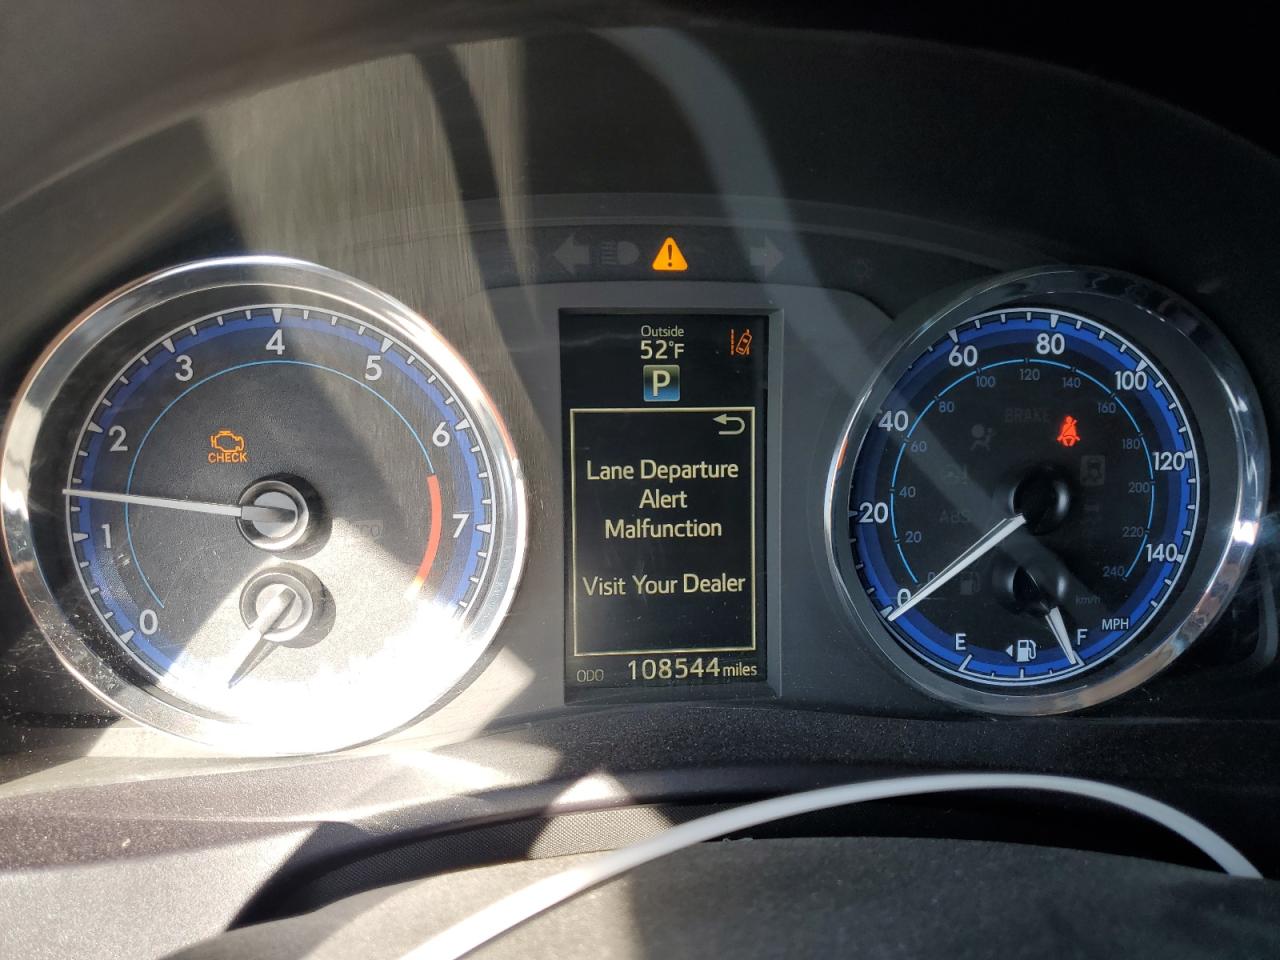 Outside
52°F
P
Lane Departure
Alert
Malfunction
Visit Your Dealer
ODO 108544 miles
0 1 2 3 4 5 6 7
CHECK
0 20 40 60 80 100 120 140
MPH
0 20 40 60 80 100 120 140 160 180 200 220 240
km/h
BRAKE
ABS
E F